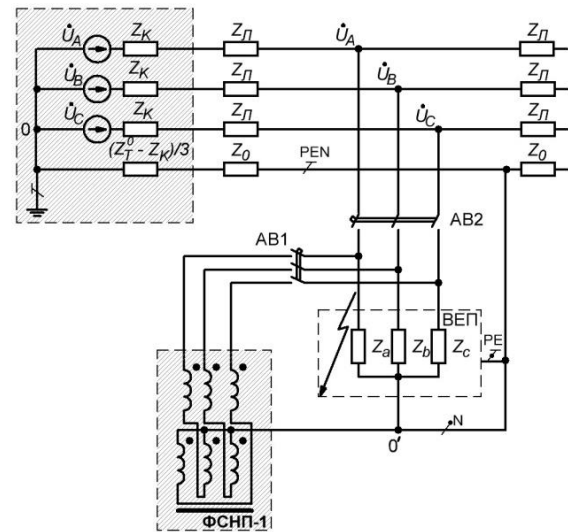 U̇A ZK ZЛ U̇A ZЛ
U̇B ZK ZЛ U̇B ZЛ
U̇C ZK ZЛ U̇C ZЛ
0
(Z⁰T - ZK)/3 Z0 PEN Z0
AB1 AB2
ВЕП
Za Zb Zc PE
N
0'
ФСНП-1